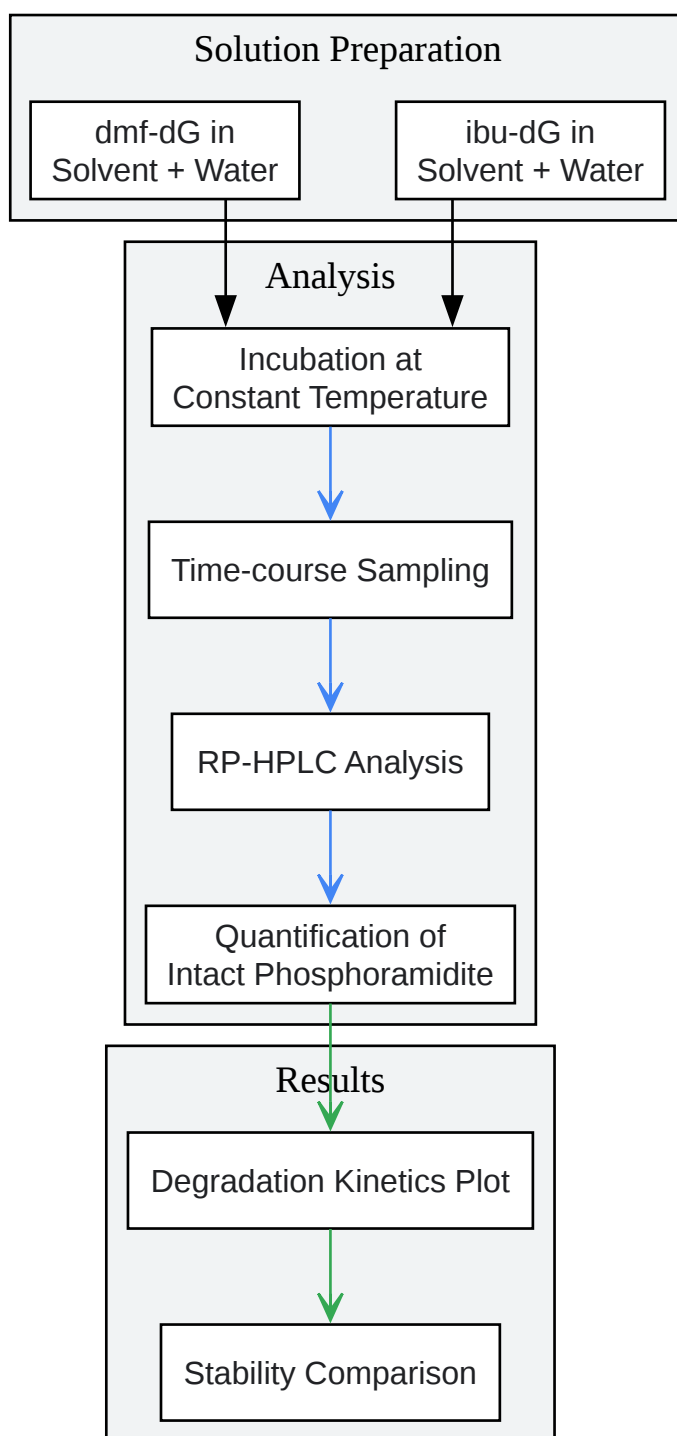 Solution Preparation
dmf-dG in
Solvent + Water
ibu-dG in
Solvent + Water
Analysis
Incubation at
Constant Temperature
Time-course Sampling
RP-HPLC Analysis
Quantification of
Intact Phosphoramidite
Results
Degradation Kinetics Plot
Stability Comparison